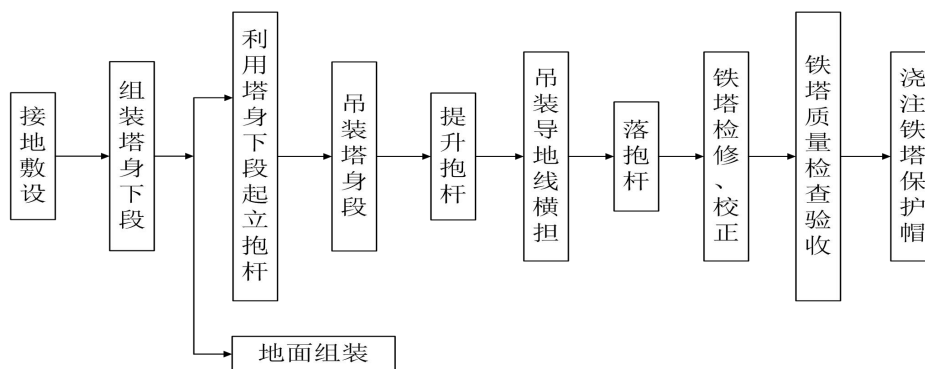 接地敷设
组装塔身下段
利用塔身下段起立抱杆
吊装塔身段
提升抱杆
吊装导地线横担
落抱杆
铁塔检修、校正
铁塔质量检查验收
浇注铁塔保护帽
地面组装